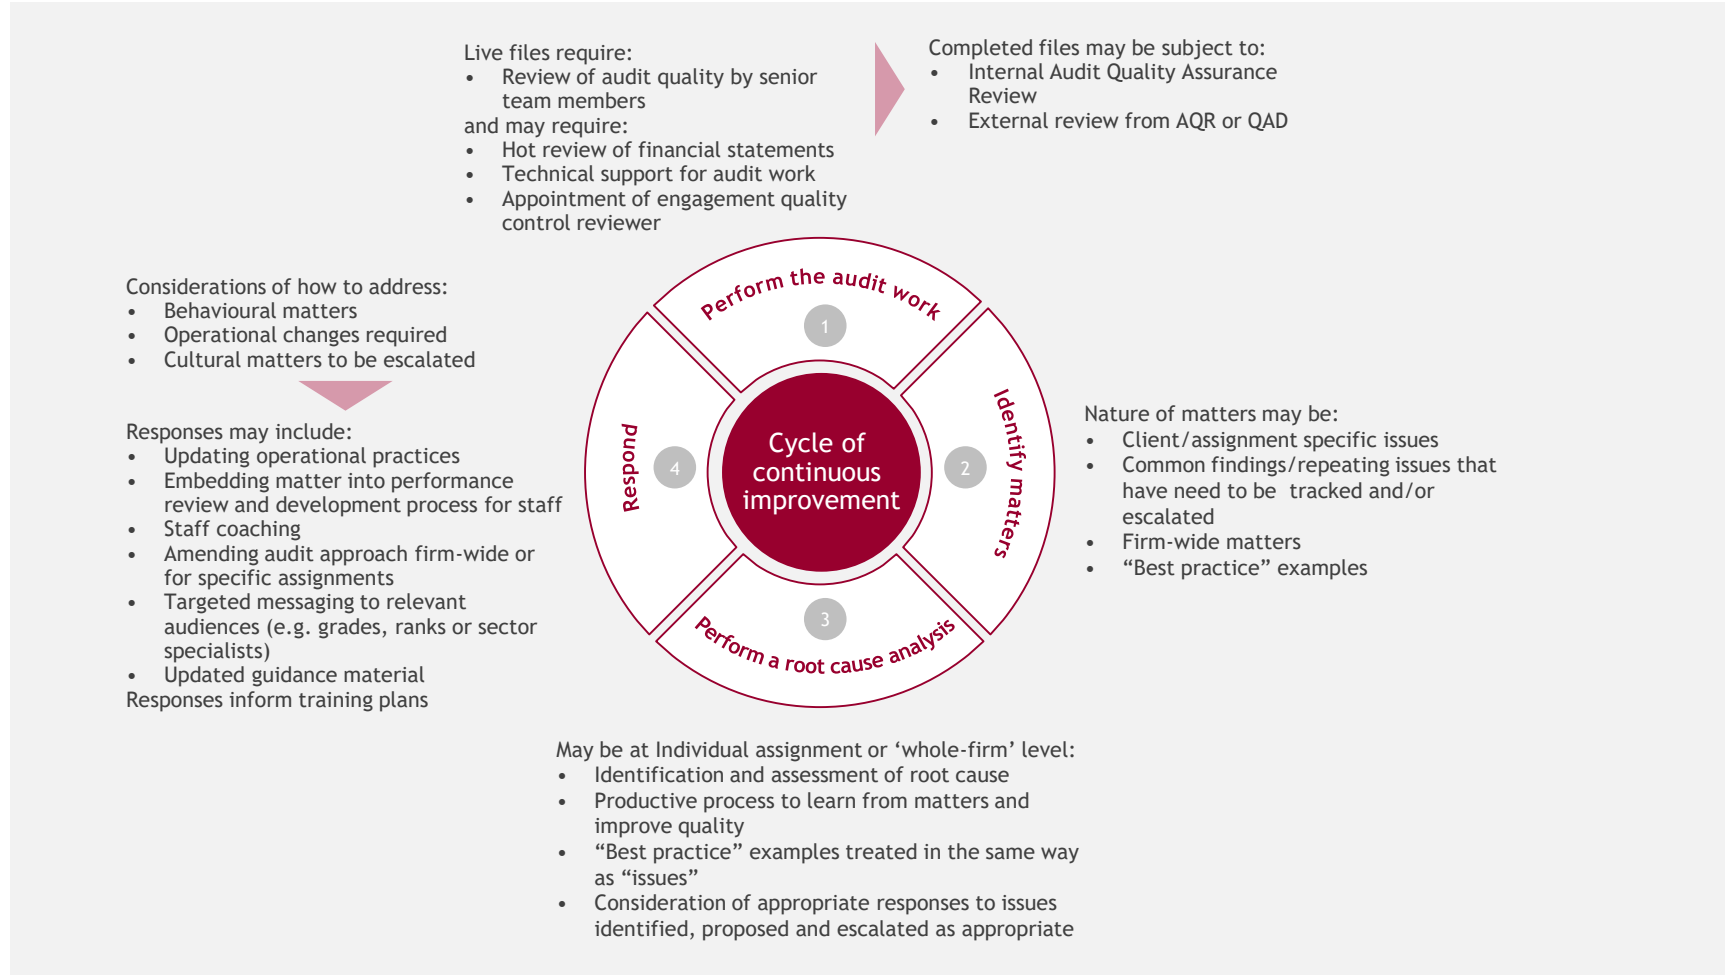 Live files require:
• Review of audit quality by senior
team members
and may require:
• Hot review of financial statements
• Technical support for audit work
• Appointment of engagement quality
control reviewer
Completed files may be subject to:
• Internal Audit Quality Assurance
Review
• External review from AQR or QAD
Considerations of how to address:
• Behavioural matters
• Operational changes required
• Cultural matters to be escalated
Responses may include:
• Updating operational practices
• Embedding matter into performance
review and development process for staff
• Staff coaching
• Amending audit approach firm-wide or
for specific assignments
• Targeted messaging to relevant
audiences (e.g. grades, ranks or sector
specialists)
• Updated guidance material
Responses inform training plans
Perform the audit work
1
Identify matters
2
Perform a root cause analysis
3
Respond
4
Cycle of
continuous
improvement
Nature of matters may be:
• Client/assignment specific issues
• Common findings/repeating issues that
have need to be tracked and/or
escalated
• Firm-wide matters
• “Best practice” examples
May be at Individual assignment or ‘whole-firm’ level:
• Identification and assessment of root cause
• Productive process to learn from matters and
improve quality
• “Best practice” examples treated in the same way
as “issues”
• Consideration of appropriate responses to issues
identified, proposed and escalated as appropriate